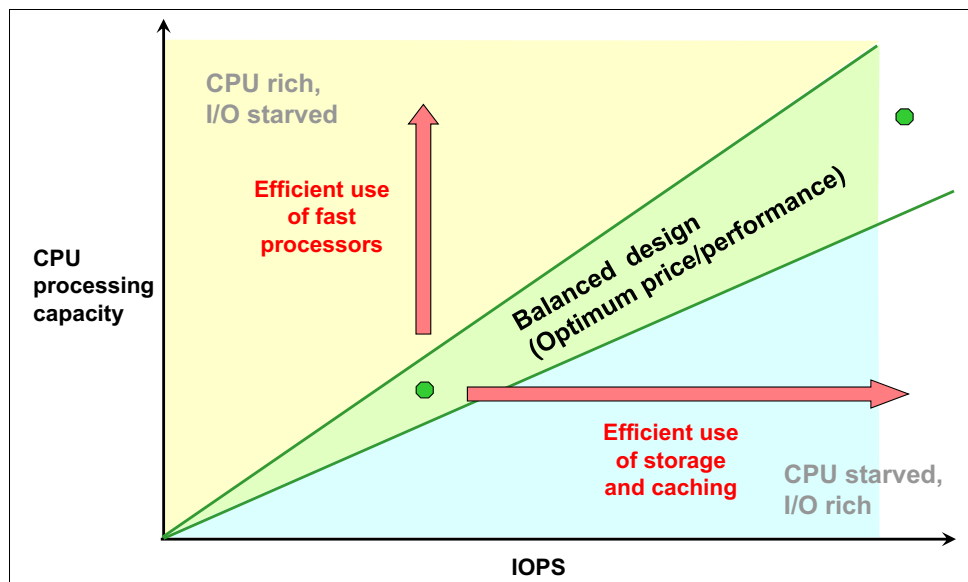 CPU rich,
I/O starved
Efficient use
of fast
processors
CPU
processing
capacity
Balanced design
(Optimum price/performance)
Efficient use
of storage
and caching
CPU starved,
I/O rich
IOPS